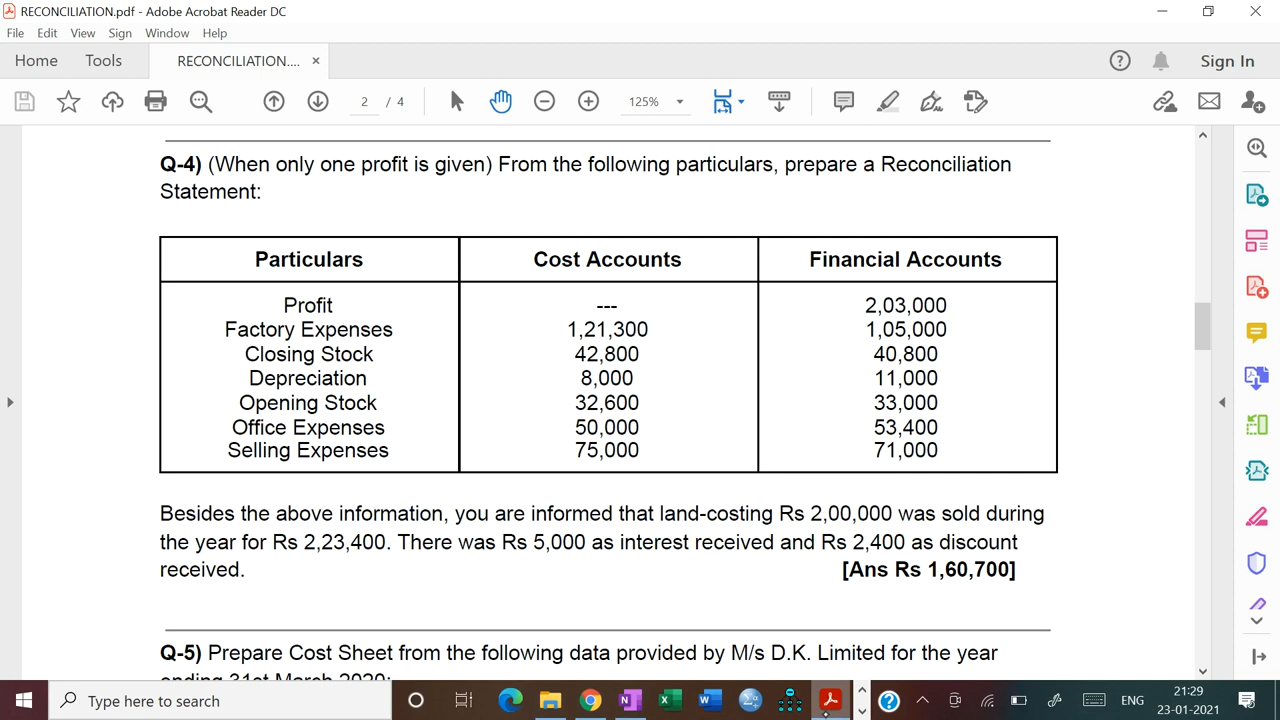 RECONCILIATION.pdf - Adobe Acrobat Reader DC
File Edit View Sign Window Help
Home Tools RECONCILIATION.... × Sign In
2 / 4 125%
Q-4) (When only one profit is given) From the following particulars, prepare a Reconciliation
Statement:
Particulars Cost Accounts Financial Accounts
Profit --- 2,03,000
Factory Expenses 1,21,300 1,05,000
Closing Stock 42,800 40,800
Depreciation 8,000 11,000
Opening Stock 32,600 33,000
Office Expenses 50,000 53,400
Selling Expenses 75,000 71,000
Besides the above information, you are informed that land-costing Rs 2,00,000 was sold during
the year for Rs 2,23,400. There was Rs 5,000 as interest received and Rs 2,400 as discount
received. [Ans Rs 1,60,700]
Q-5) Prepare Cost Sheet from the following data provided by M/s D.K. Limited for the year
ending 31st March 2020:
Type here to search ENG 21:29
23-01-2021